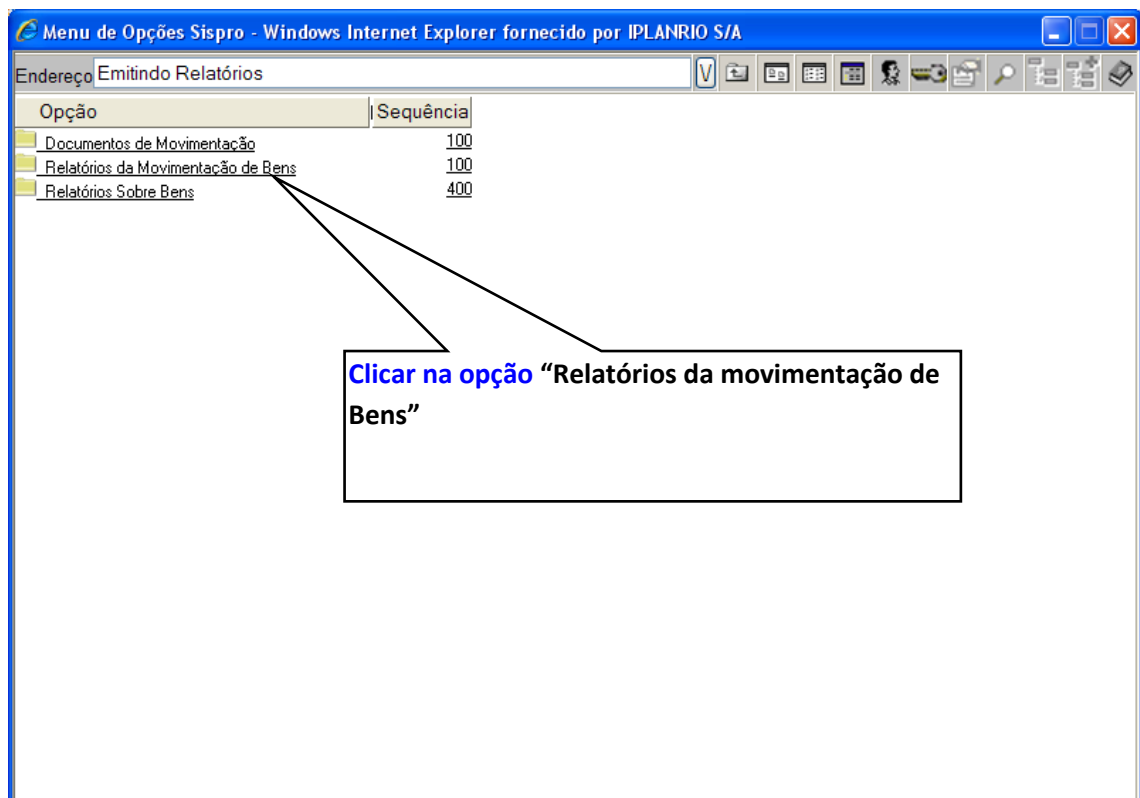 Menu de Opções Sispro - Windows Internet Explorer fornecido por IPLANRIO S/A
Endereço Emitindo Relatórios V
Opção Sequência
Documentos de Movimentação 100
Relatórios da Movimentação de Bens 100
Relatórios Sobre Bens 400
Clicar na opção “Relatórios da movimentação de
Bens”